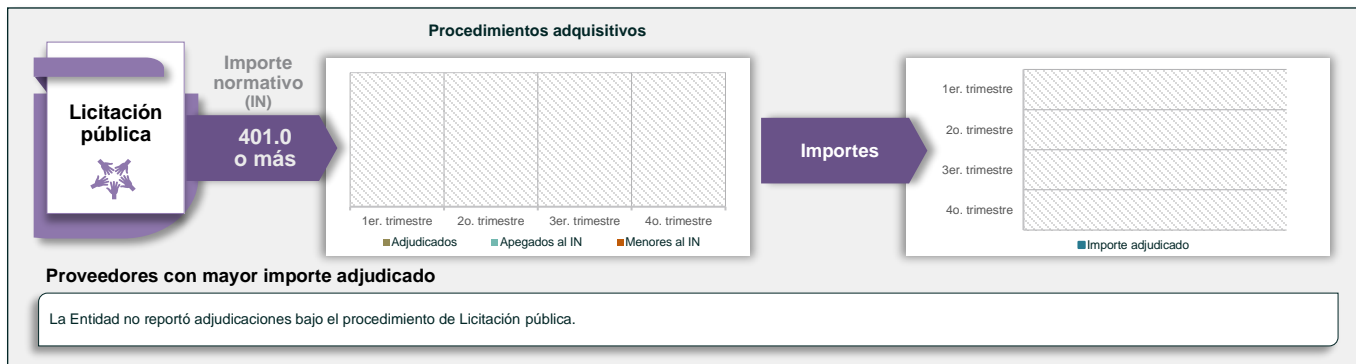 Procedimientos adquisitivos
Licitación
pública
Importe
normativo
(IN)
401.0
o más
1er. trimestre
2o. trimestre
3er. trimestre
4o. trimestre
Adjudicados
Apegados al IN
Menores al IN
Importes
1er. trimestre
2o. trimestre
3er. trimestre
4o. trimestre
Importe adjudicado
Proveedores con mayor importe adjudicado
La Entidad no reportó adjudicaciones bajo el procedimiento de Licitación pública.